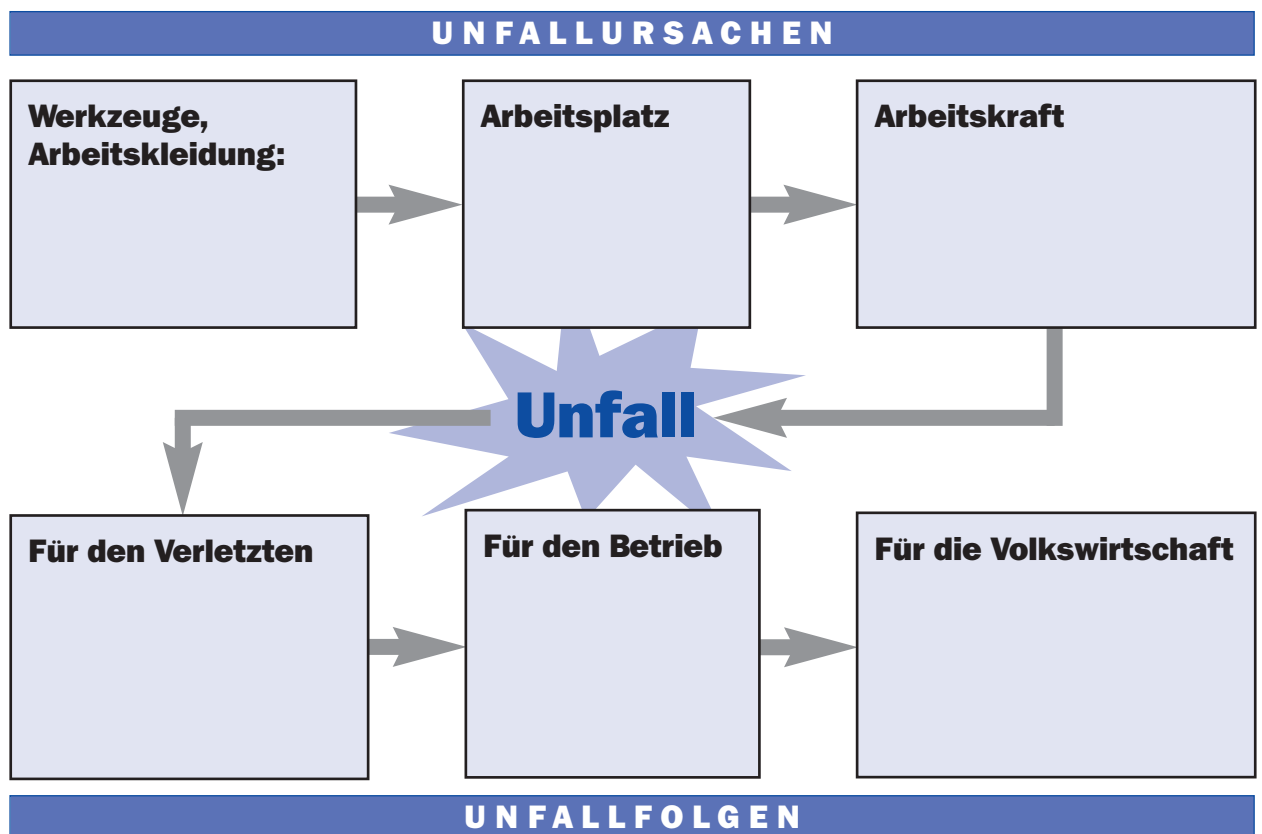 UNFALLURSACHEN
Werkzeuge,
Arbeitskleidung:
Arbeitsplatz
Arbeitskraft
Unfall
Für den Verletzten
Für den Betrieb
Für die Volkswirtschaft
UNFALLFOLGEN